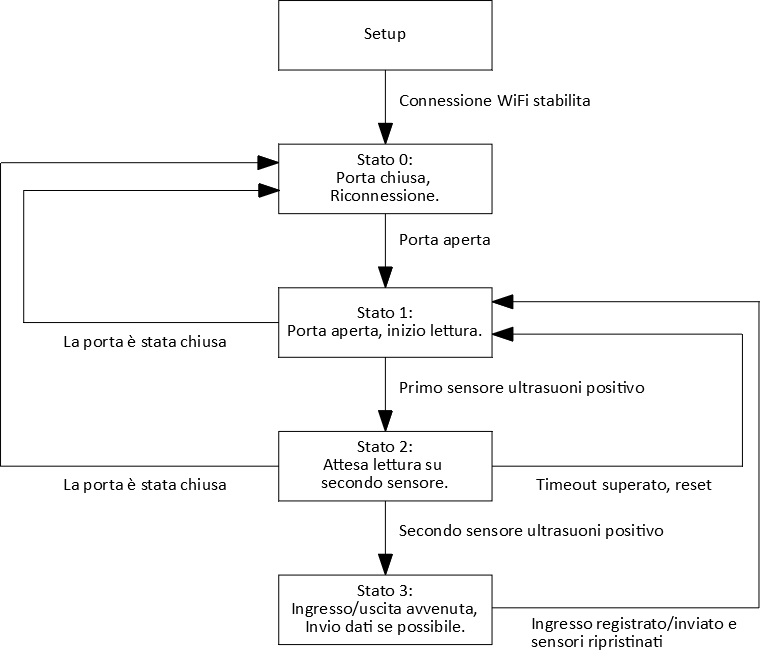 Setup
Connessione WiFi stabilita
Stato 0:
Porta chiusa,
Riconnessione.
Porta aperta
Stato 1:
Porta aperta, inizio lettura.
La porta è stata chiusa
Primo sensore ultrasuoni positivo
Stato 2:
Attesa lettura su
secondo sensore.
La porta è stata chiusa
Timeout superato, reset
Secondo sensore ultrasuoni positivo
Stato 3:
Ingresso/uscita avvenuta,
Invio dati se possibile.
Ingresso registrato/inviato e
sensori ripristinati